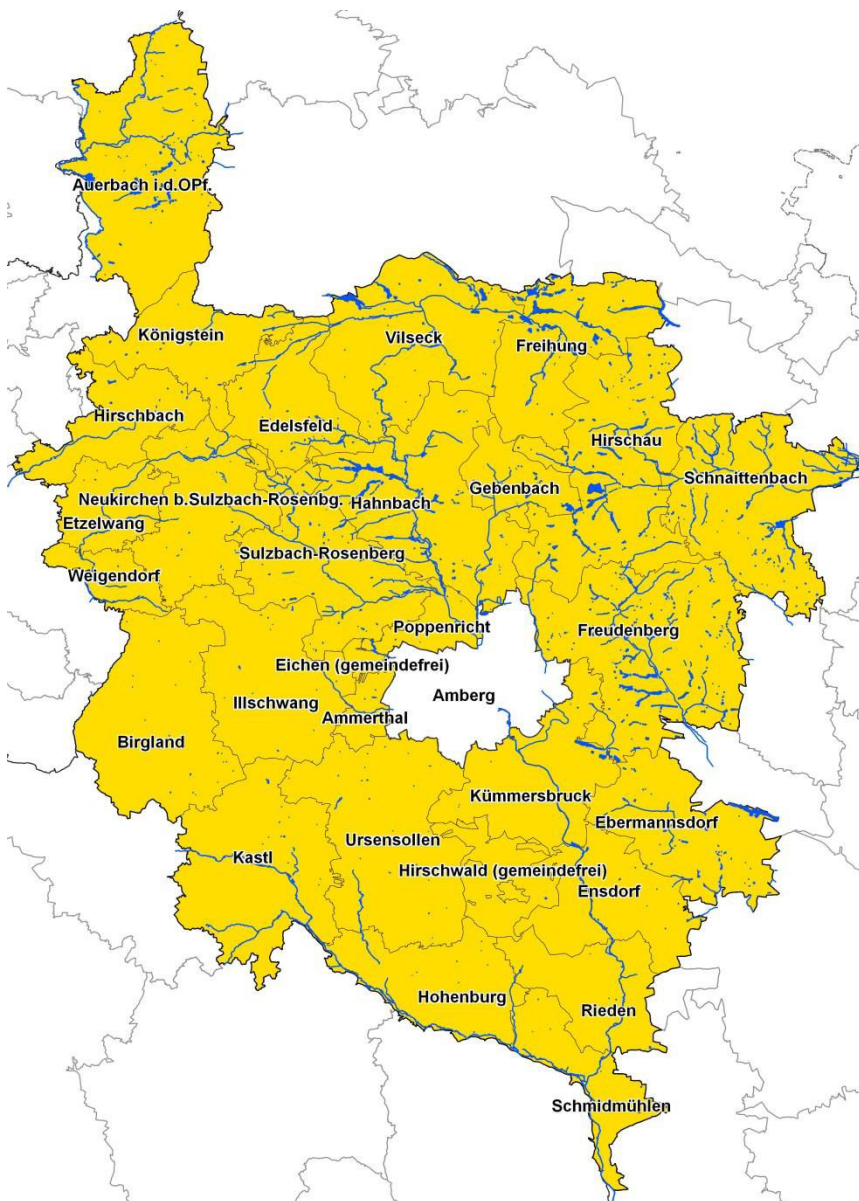 Auerbach i.d.OPf.
Königstein
Vilseck
Freihung
Hirschbach
Edelsfeld
Hirschau
Schnaittenbach
Gebenbach
Neukirchen b.Sulzbach-Rosenbg.
Hahnbach
Etzelwang
Sulzbach-Rosenberg
Weigendorf
Poppenricht
Freudenberg
Eichen (gemeindefrei)
Amberg
Illschwang
Ammerthal
Birgland
Kümmersbruck
Ebermannsdorf
Ursensollen
Kastl
Hirschwald (gemeindefrei)
Ensdorf
Hohenburg
Rieden
Schmidmühlen